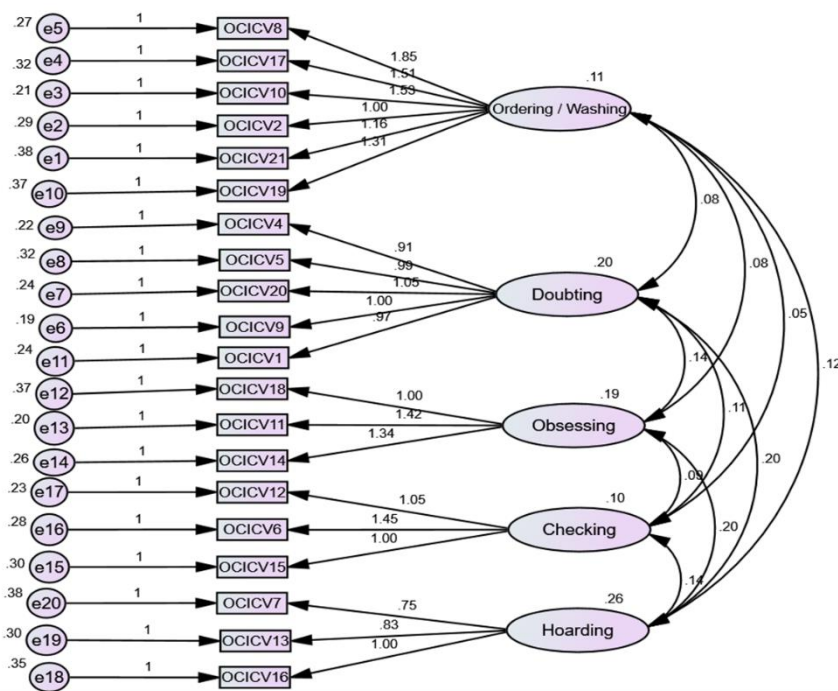 .27 e5 1 OCICV8
.32 e4 1 OCICV17
.21 e3 1 OCICV10
.29 e2 1 OCICV2
.38 e1 1 OCICV21
.37 e10 1 OCICV19
.22 e9 1 OCICV4
.32 e8 1 OCICV5
.24 e7 1 OCICV20
.19 e6 1 OCICV9
.24 e11 1 OCICV1
.37 e12 1 OCICV18
.20 e13 1 OCICV11
.26 e14 1 OCICV14
.23 e17 1 OCICV12
.28 e16 1 OCICV6
.30 e15 1 OCICV15
.38 e20 1 OCICV7
.30 e19 1 OCICV13
.35 e18 1 OCICV16
1.85
1.51
1.53
1.00
1.16
1.31
.91
.99
1.05
1.00
.97
1.00
1.42
1.34
1.05
1.45
1.00
.75
.83
1.00
.11
Ordering / Washing
.20
Doubting
.19
Obsessing
.10
Checking
.26
Hoarding
.08
.08
.05
.12
.14
.11
.20
.09
.20
.14